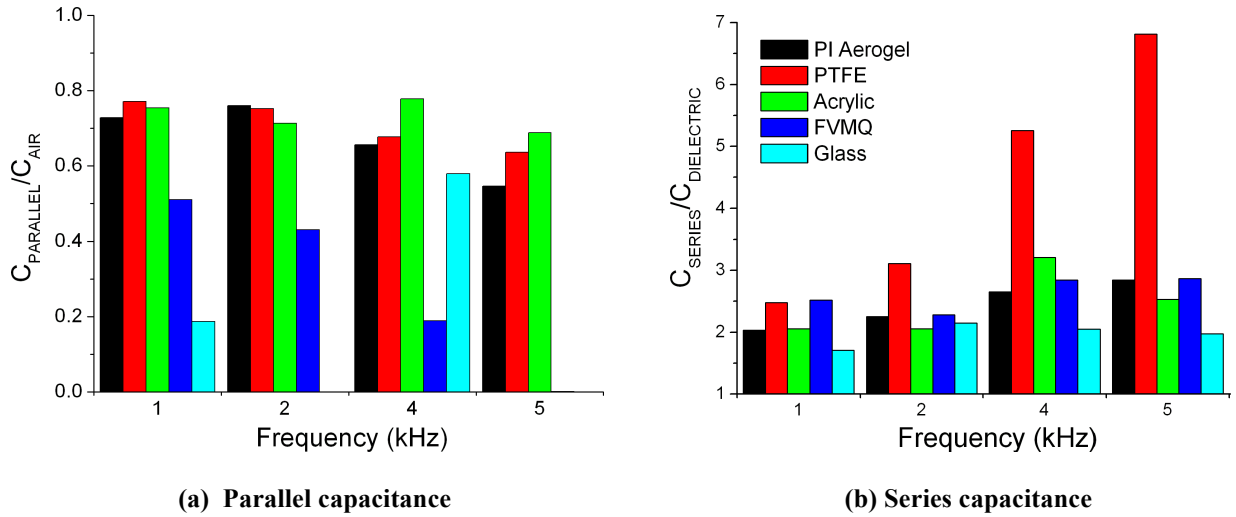 1.0
0.8
0.6
0.4
0.2
0.0
C_PARALLEL/C_AIR
1 2 4 5
Frequency (kHz)
(a) Parallel capacitance
7
6
5
4
3
2
1
C_SERIES/C_DIELECTRIC
PI Aerogel
PTFE
Acrylic
FVMQ
Glass
1 2 4 5
Frequency (kHz)
(b) Series capacitance